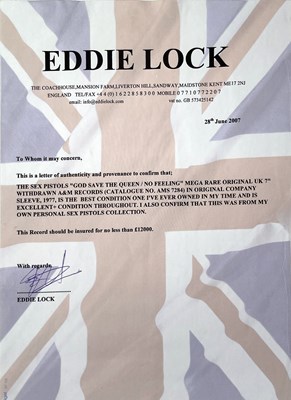 EDDIE LOCK
THE COACHHOUSE,MANSION FARM,LIVERTON HILL,SANDWAY,MAIDSTONE KENT ME17 2NJ
ENGLAND TEL/FAX +44 (0) 1622858300 MOBILE 07710772207
email: info@eddielock.com vat no. GB 573425142
28th June 2007
To Whom it may concern,
This is a letter of authenticity and provenance to confirm that;
THE SEX PISTOLS "GOD SAVE THE QUEEN / NO FEELING" MEGA RARE ORIGINAL UK 7"
WITHDRAWN A&M RECORDS (CATALOGUE NO. AMS 7284) IN ORIGINAL COMPANY
SLEEVE, 1977, IS THE BEST CONDITION ONE I'VE EVER OWNED IN MY TIME AND IS
EXCELLENT+ CONDITION THROUGHOUT. I ALSO CONFIRM THAT THIS WAS FROM MY
OWN PERSONAL SEX PISTOLS COLLECTION.
This Record should be insured for no less than £12000.
With regards
EDDIE LOCK